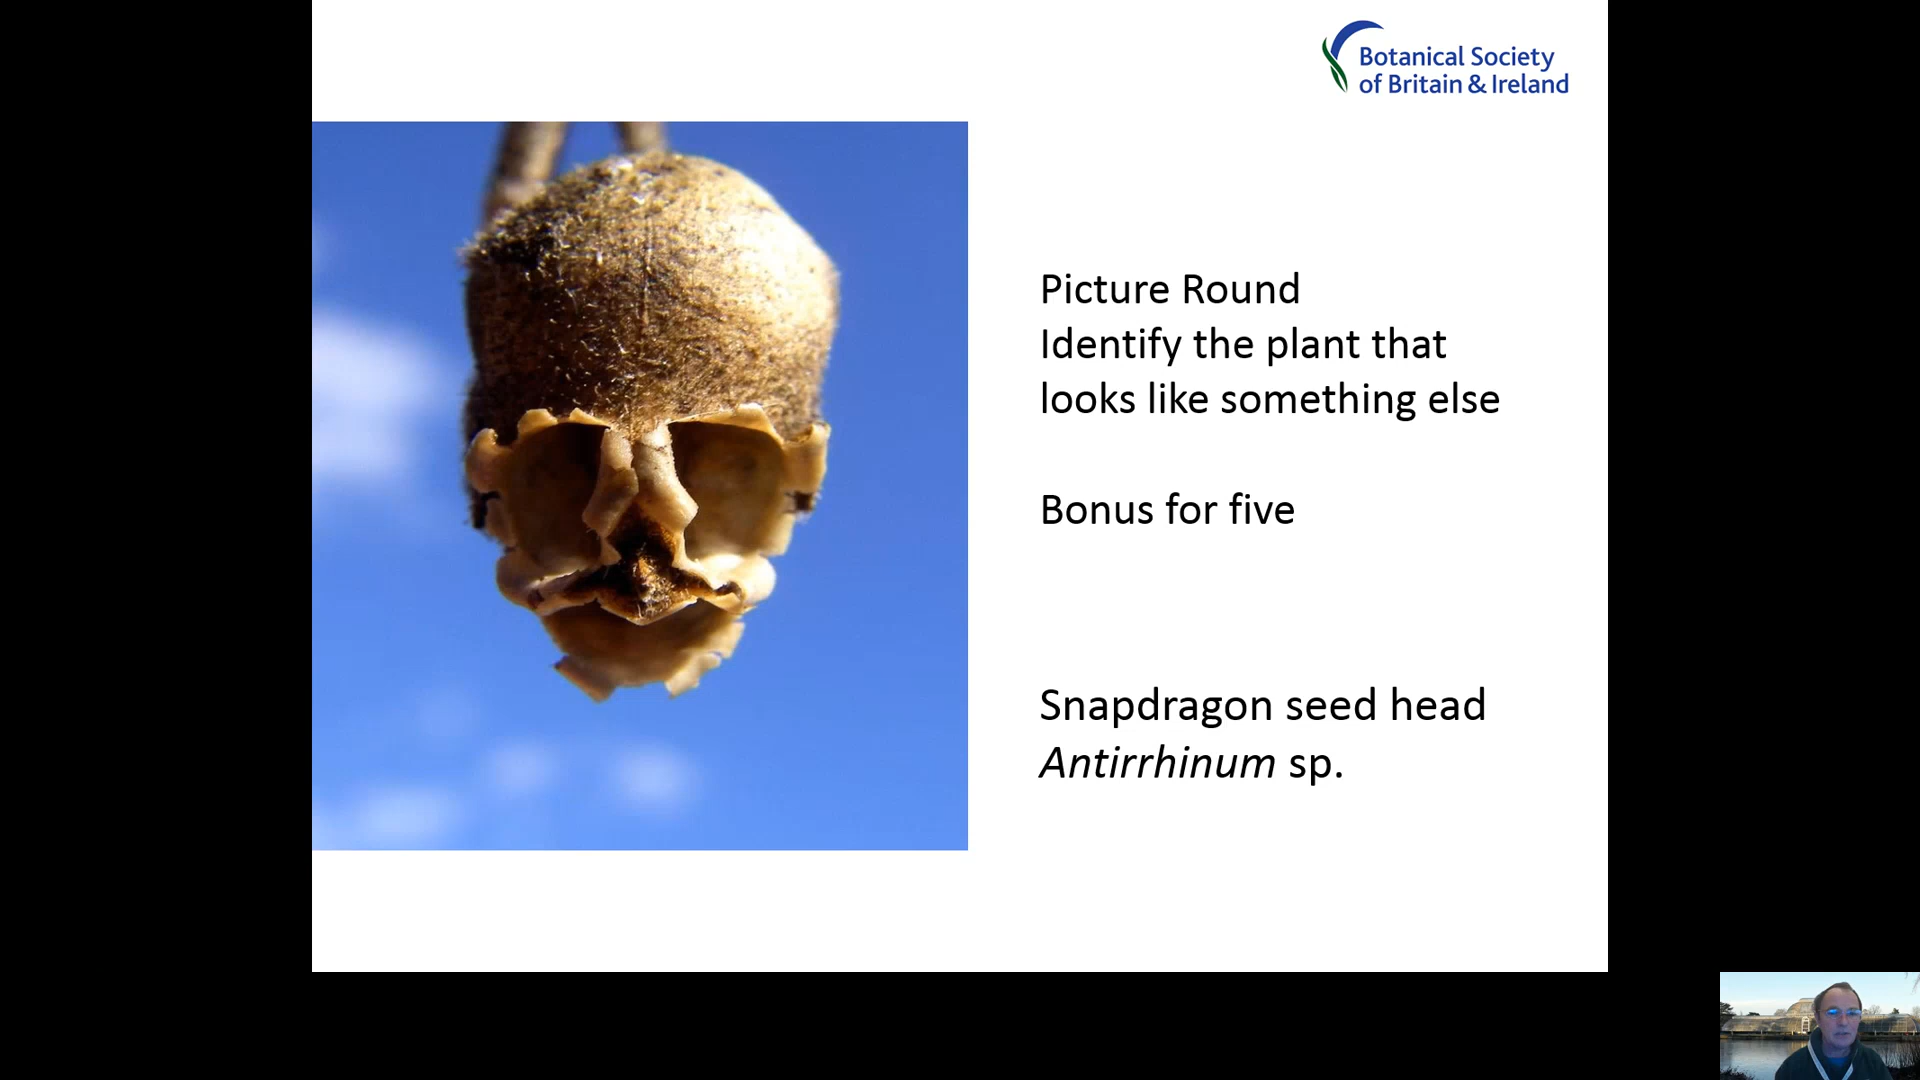 Botanical Society
of Britain & Ireland
Picture Round
Identify the plant that
looks like something else
Bonus for five
Snapdragon seed head
Antirrhinum sp.